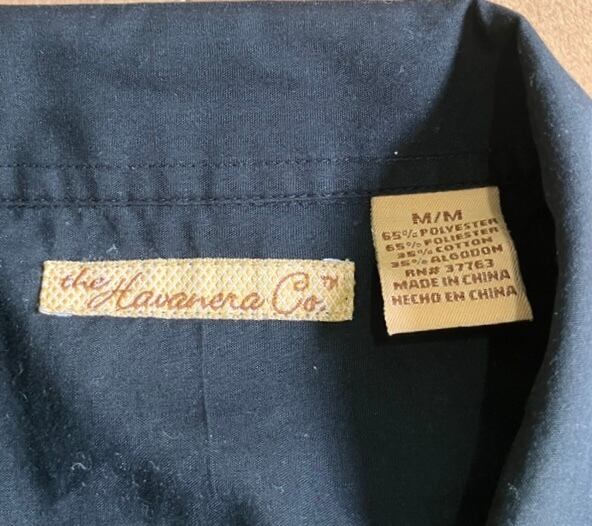 the Havanera Co.™
M/M
65% POLYESTER
65% POLIESTER
35% COTTON
35% ALGODON
RN# 37763
MADE IN CHINA
HECHO EN CHINA